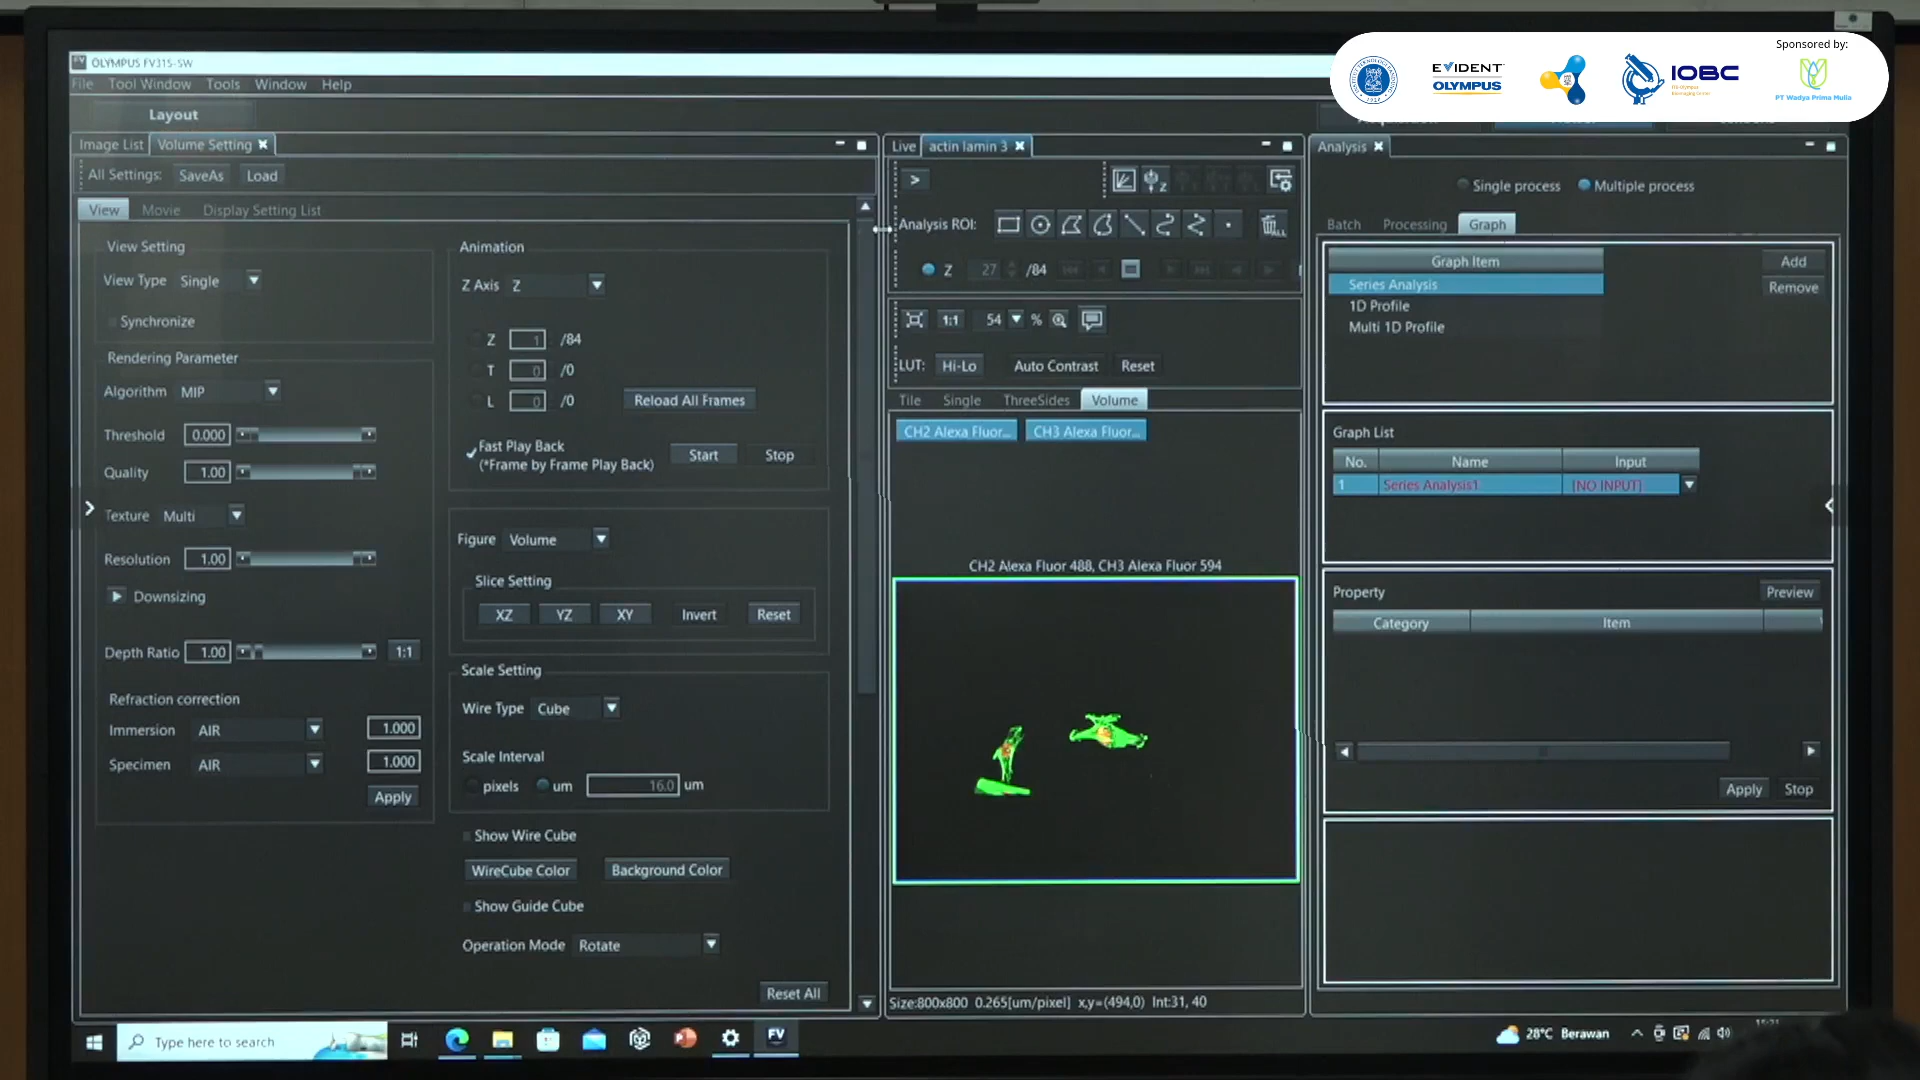 Sponsored by:
EVIDENT
OLYMPUS
IOBC
PT Wadya Prima Mulia
FV OLYMPUS FV31S-SW
File Tool Window Tools Window Help
Layout
Image List Volume Setting
All Settings: SaveAs Load
View Movie Display Setting List
View Setting
View Type Single
Synchronize
Rendering Parameter
Algorithm MIP
Threshold 0.000
Quality 1.00
Texture Multi
Resolution 1.00
Downsizing
Depth Ratio 1.00 1:1
Refraction correction
Immersion AIR 1.000
Specimen AIR 1.000
Apply
Animation
Z Axis Z
Z 1 /84
T 0 /0
L 0 /0
Reload All Frames
Fast Play Back
(*Frame by Frame Play Back)
Start Stop
Figure Volume
Slice Setting
XZ YZ XY Invert Reset
Scale Setting
Wire Type Cube
Scale Interval
pixels um 16.0 um
Show Wire Cube
WireCube Color Background Color
Show Guide Cube
Operation Mode Rotate
Reset All
Live actin lamin 3
>
Analysis ROI:
ALL
Z 27 /84
1:1 54 %
LUT: Hi-Lo Auto Contrast Reset
Tile Single ThreeSides Volume
CH2 Alexa Fluor... CH3 Alexa Fluor...
CH2 Alexa Fluor 488, CH3 Alexa Fluor 594
Size:800x800 0.265[um/pixel] x,y=(494,0) Int:31, 40
Analysis
Single process Multiple process
Batch Processing Graph
Graph Item
Series Analysis
1D Profile
Multi 1D Profile
Add
Remove
Graph List
No. Name Input
1 Series Analysis1 [NO INPUT]
Property Preview
Category Item
Apply Stop
Type here to search
FV
28°C Berawan